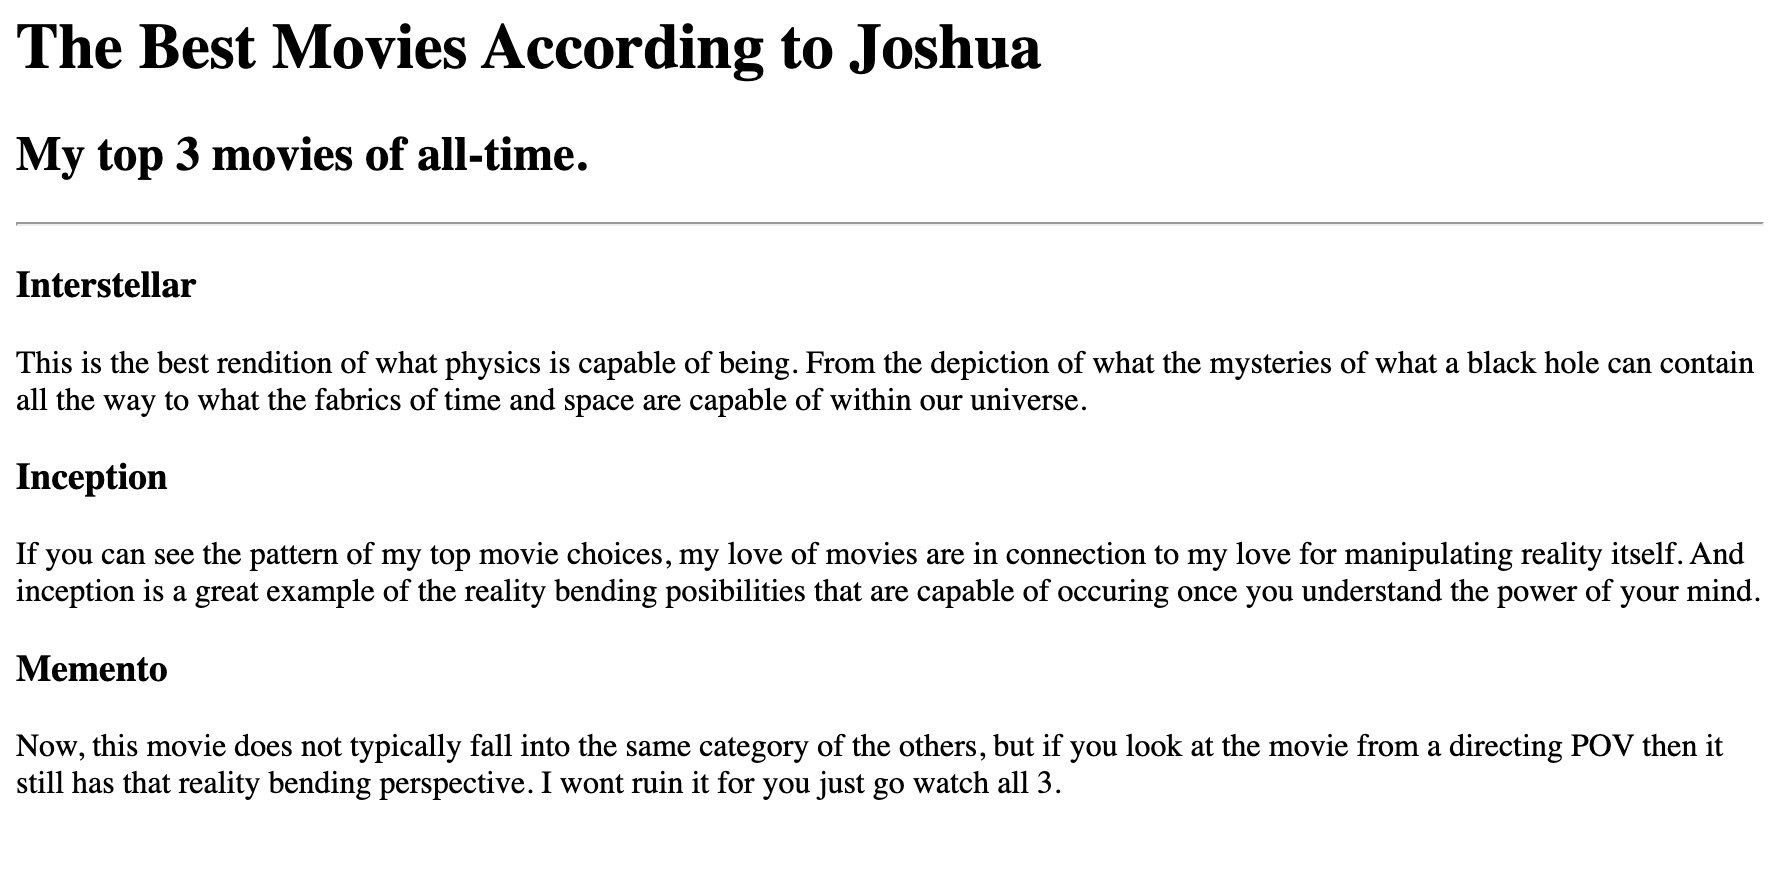 The Best Movies According to Joshua
My top 3 movies of all-time.
Interstellar
This is the best rendition of what physics is capable of being. From the depiction of what the mysteries of what a black hole can contain
all the way to what the fabrics of time and space are capable of within our universe.
Inception
If you can see the pattern of my top movie choices, my love of movies are in connection to my love for manipulating reality itself. And
inception is a great example of the reality bending posibilities that are capable of occuring once you understand the power of your mind.
Memento
Now, this movie does not typically fall into the same category of the others, but if you look at the movie from a directing POV then it
still has that reality bending perspective. I wont ruin it for you just go watch all 3.